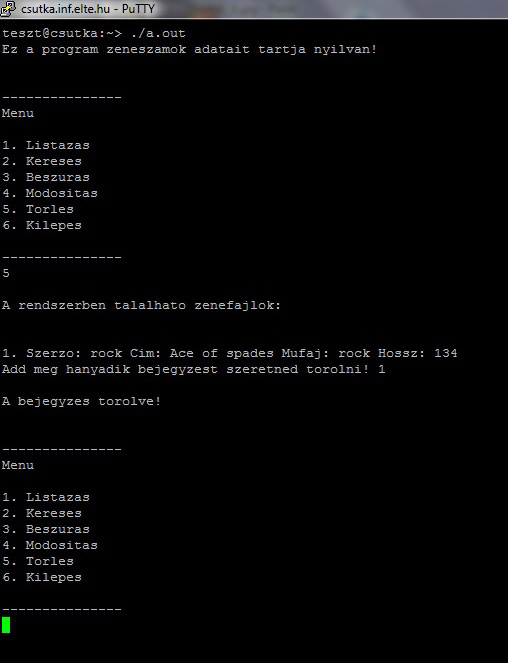 csutka.inf.elte.hu - PuTTY
teszt@csutka:~> ./a.out
Ez a program zeneszamok adatait tartja nyilvan!
---------------
Menu
1. Listazas
2. Kereses
3. Beszuras
4. Modositas
5. Torles
6. Kilepes
---------------
5
A rendszerben talalhato zenefajlok:
1. Szerzo: rock Cim: Ace of spades Mufaj: rock Hossz: 134
Add meg hanyadik bejegyzest szeretned torolni! 1
A bejegyzes torolve!
---------------
Menu
1. Listazas
2. Kereses
3. Beszuras
4. Modositas
5. Torles
6. Kilepes
---------------